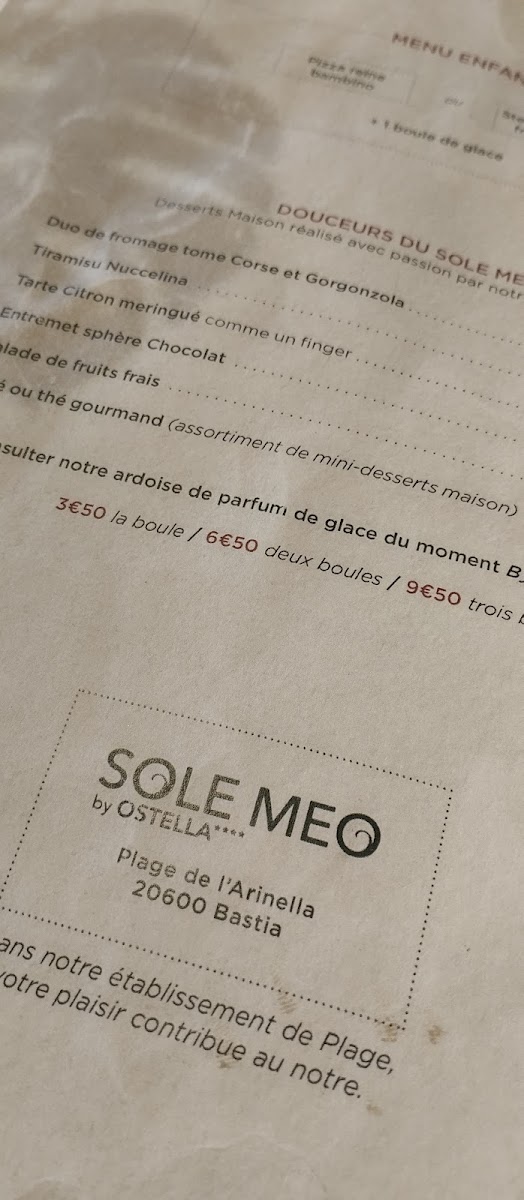 MENU ENFAN
Pizza reine
bambino
ou
Ste
+ 1 boule de glace
DOUCEURS DU SOLE ME
Desserts Maison réalisé avec passion par notr
Duo de fromage tome Corse et Gorgonzola
Tiramisu Nuccelina
Tarte Citron meringué comme un finger
Entremet sphère Chocolat
alade de fruits frais
é ou thé gourmand (assortiment de mini-desserts maison)
nsulter notre ardoise de parfum de glace du moment
3€50 la boule / 6€50 deux boules / 9€50 trois b
SOLE MEO
by OSTELLA****
Plage de l'Arinella
20600 Bastia
ans notre établissement de Plage,
votre plaisir contribue au notre.